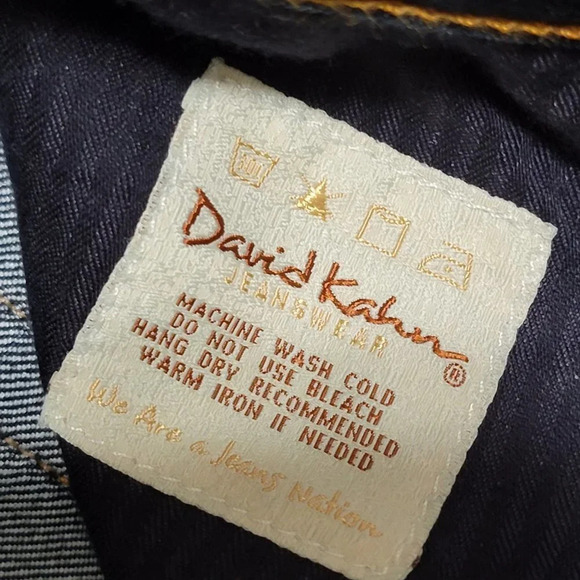 David Kahn
JEANSWEAR
®
MACHINE WASH COLD
DO NOT USE BLEACH
HANG DRY RECOMMENDED
WARM IRON IF NEEDED
We Are a Jeans Nation